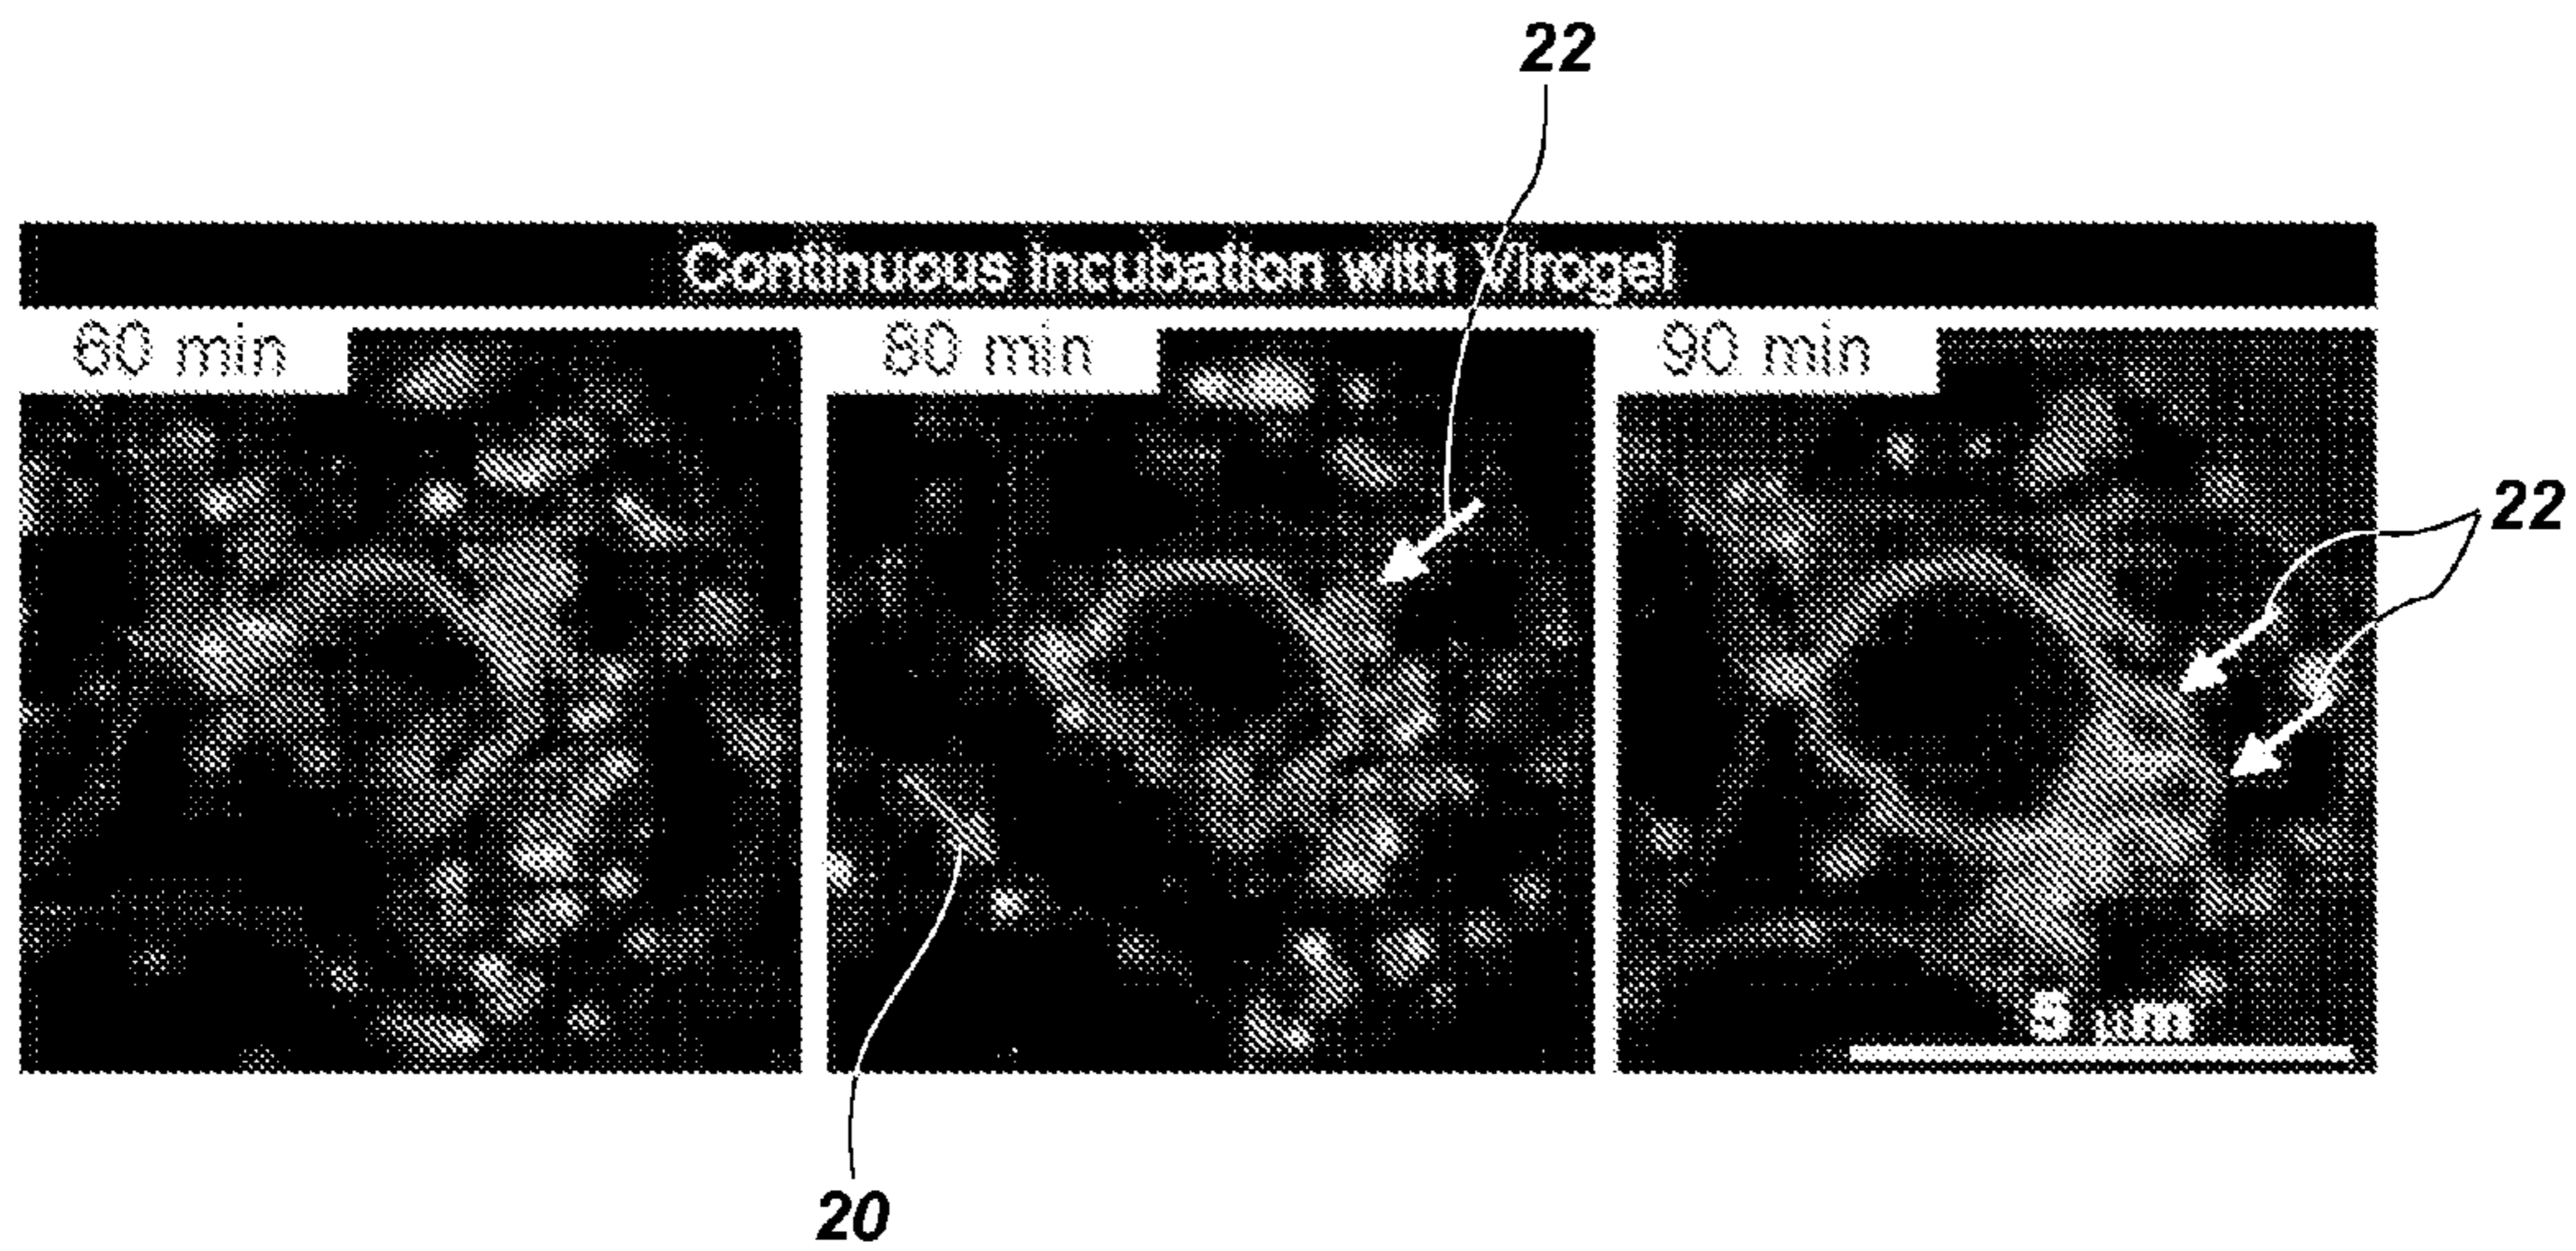 22
Continuous incubation with Virogel
60 min
80 min
90 min
22
5 μm
20